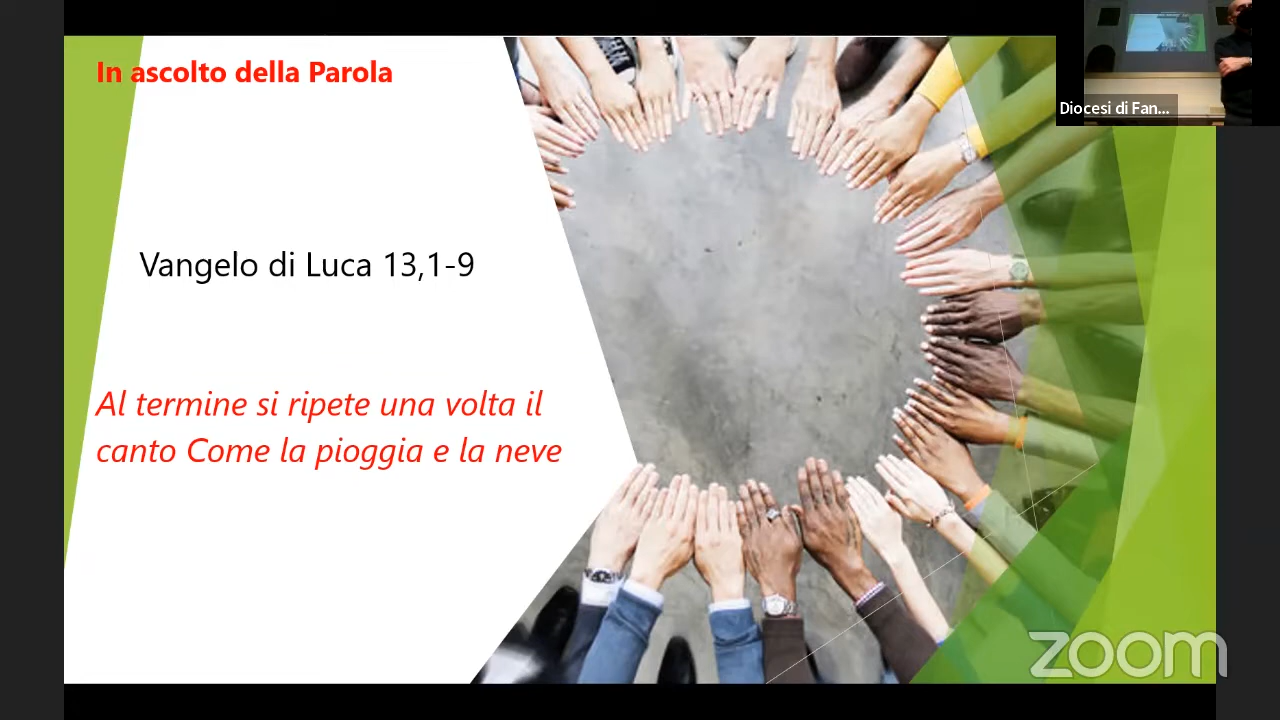 In ascolto della Parola
Diocesi di Fan...
Vangelo di Luca 13,1-9
Al termine si ripete una volta il
canto Come la pioggia e la neve
zoom